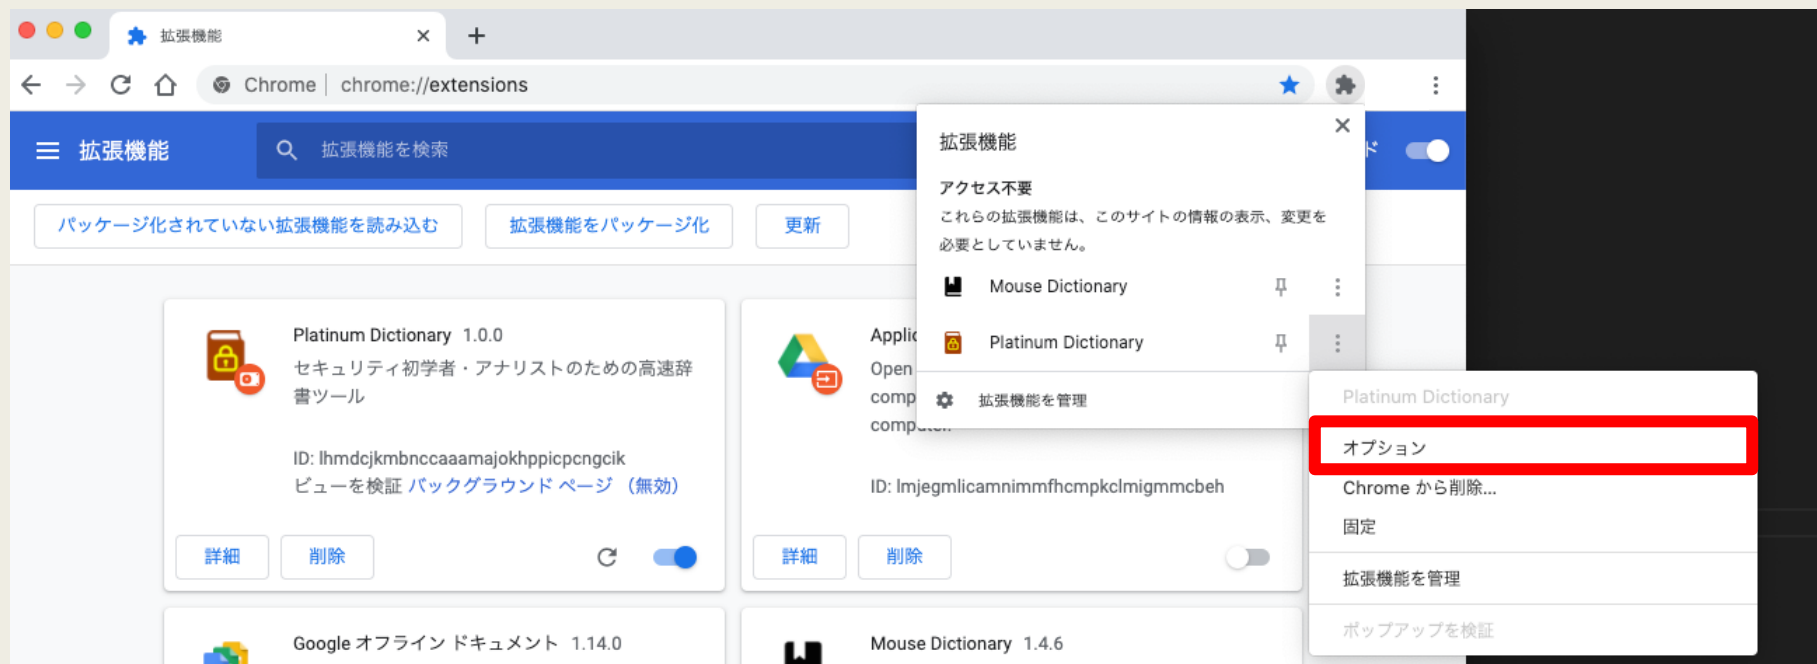 拡張機能
Chrome
chrome://extensions
拡張機能
拡張機能を検索
ド
パッケージ化されていない拡張機能を読み込む
拡張機能をパッケージ化
更新
拡張機能
アクセス不要
これらの拡張機能は、このサイトの情報の表示、変更を
必要としていません。
Mouse Dictionary
Platinum Dictionary
拡張機能を管理
Platinum Dictionary
オプション
Chrome から削除...
固定
拡張機能を管理
ポップアップを検証
Platinum Dictionary 1.0.0
セキュリティ初学者・アナリストのための高速辞
書ツール
ID: lhmdcjkmbnccaaamajokhppicpcngcik
ビューを検証 バックグラウンド ページ （無効）
詳細
削除
Applic
Open
comp
computer.
ID: lmjegmlicamnimmfhcmpkclmigmmcbeh
詳細
削除
Google オフライン ドキュメント 1.14.0
Mouse Dictionary 1.4.6